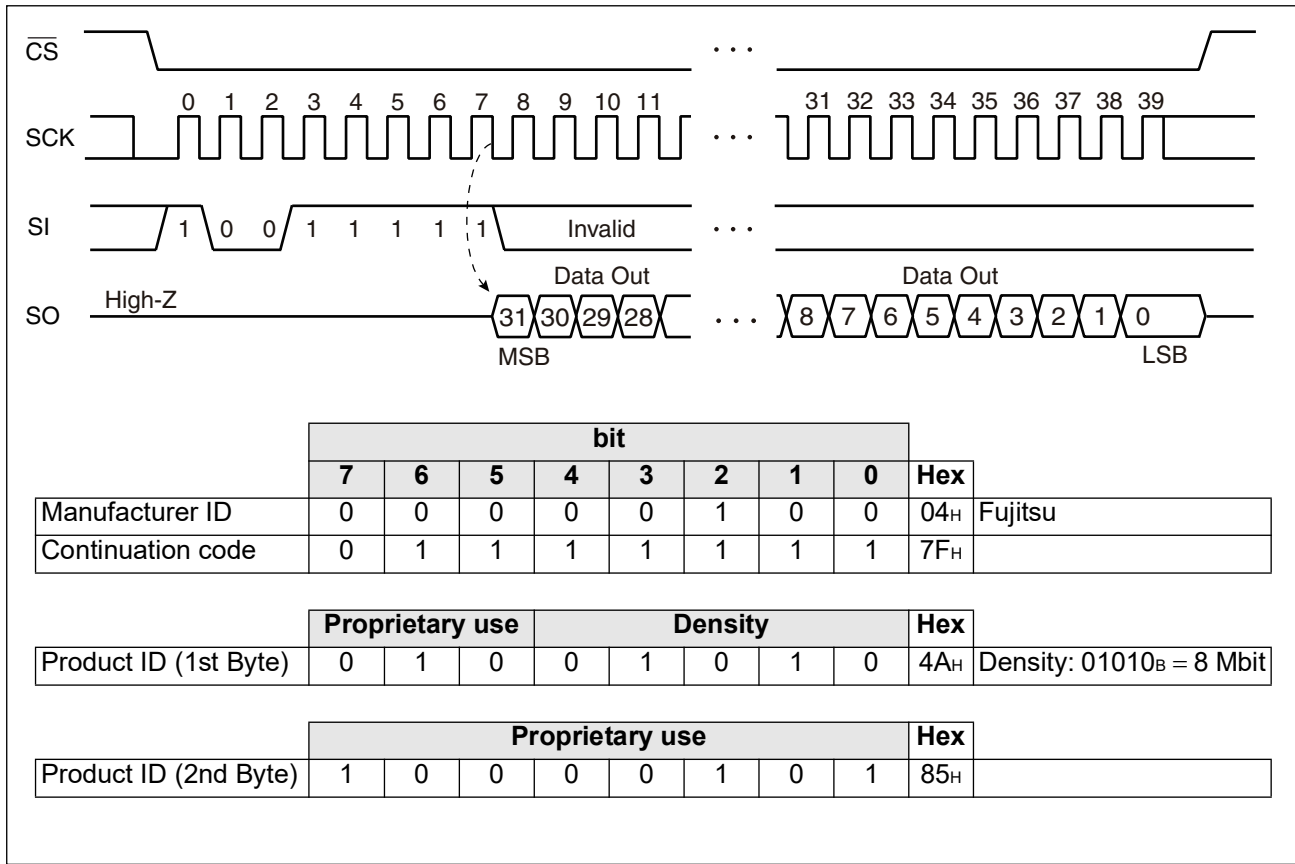 CS
· · ·
0 1 2 3 4 5 6 7 8 9 10 11 31 32 33 34 35 36 37 38 39
SCK · · ·
SI 1 0 0 1 1 1 1 1 Invalid · · ·
Data Out Data Out
High-Z
SO 31 30 29 28 · · · 8 7 6 5 4 3 2 1 0
MSB LSB
bit
7 6 5 4 3 2 1 0 Hex
Manufacturer ID 0 0 0 0 0 1 0 0 04H Fujitsu
Continuation code 0 1 1 1 1 1 1 1 7FH
Proprietary use Density Hex
Product ID (1st Byte) 0 1 0 0 1 0 1 0 4AH Density: 01010B = 8 Mbit
Proprietary use Hex
Product ID (2nd Byte) 1 0 0 0 0 1 0 1 85H